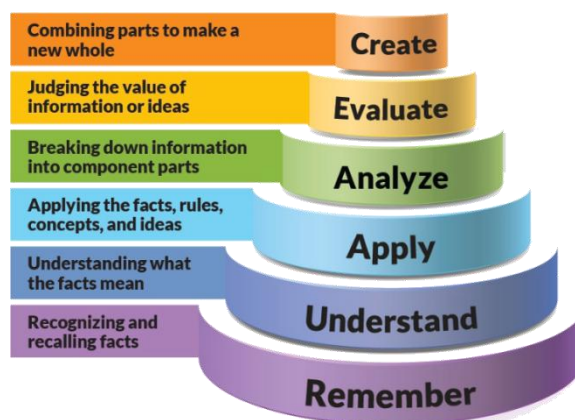 Combining parts to make a
new whole
Create
Judging the value of
information or ideas
Evaluate
Breaking down information
into component parts
Analyze
Applying the facts, rules,
concepts, and ideas
Apply
Understanding what
the facts mean
Understand
Recognizing and
recalling facts
Remember